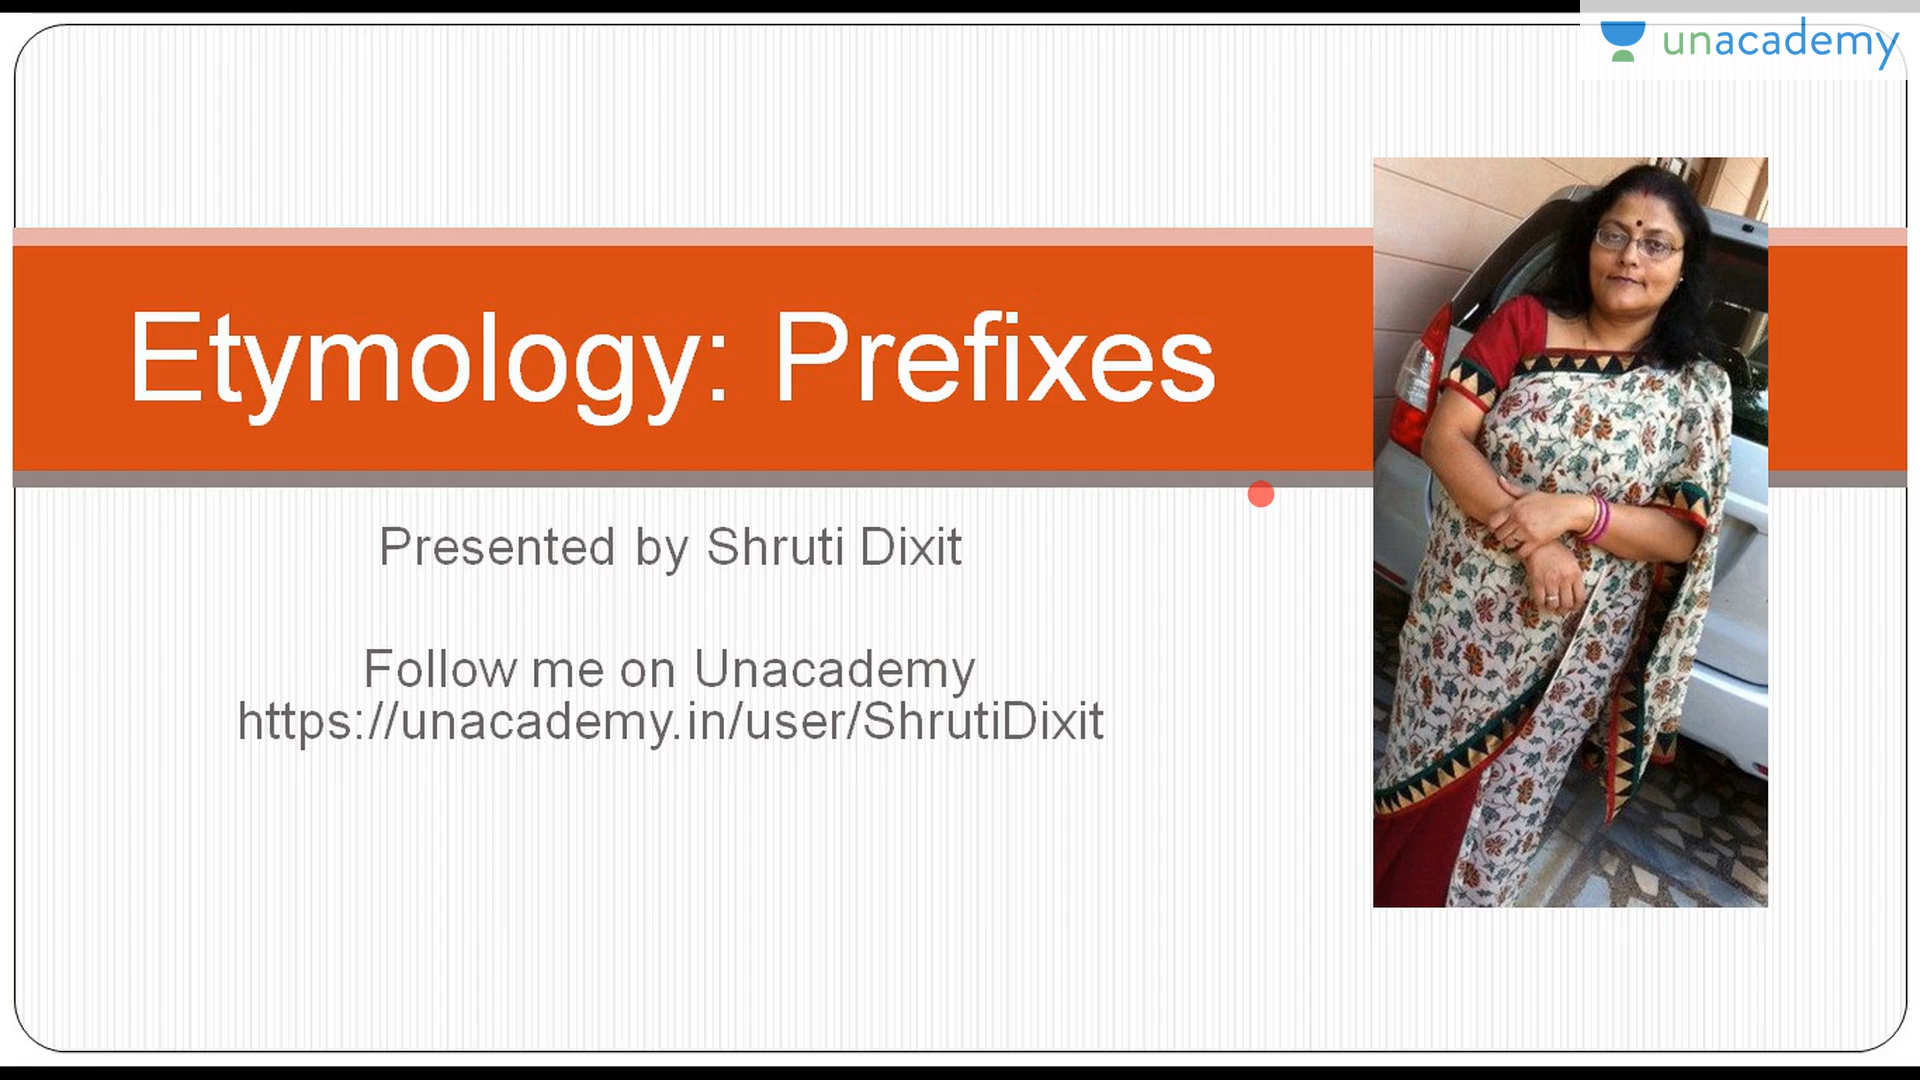 unacademy
Etymology: Prefixes
Presented by Shruti Dixit
Follow me on Unacademy
https://unacademy.in/user/ShrutiDixit